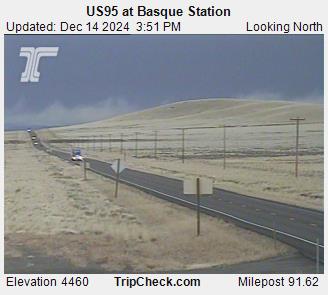 US95 at Basque Station
Updated: Dec 14 2024 3:51 PM Looking North
Elevation 4460 TripCheck.com Milepost 91.62